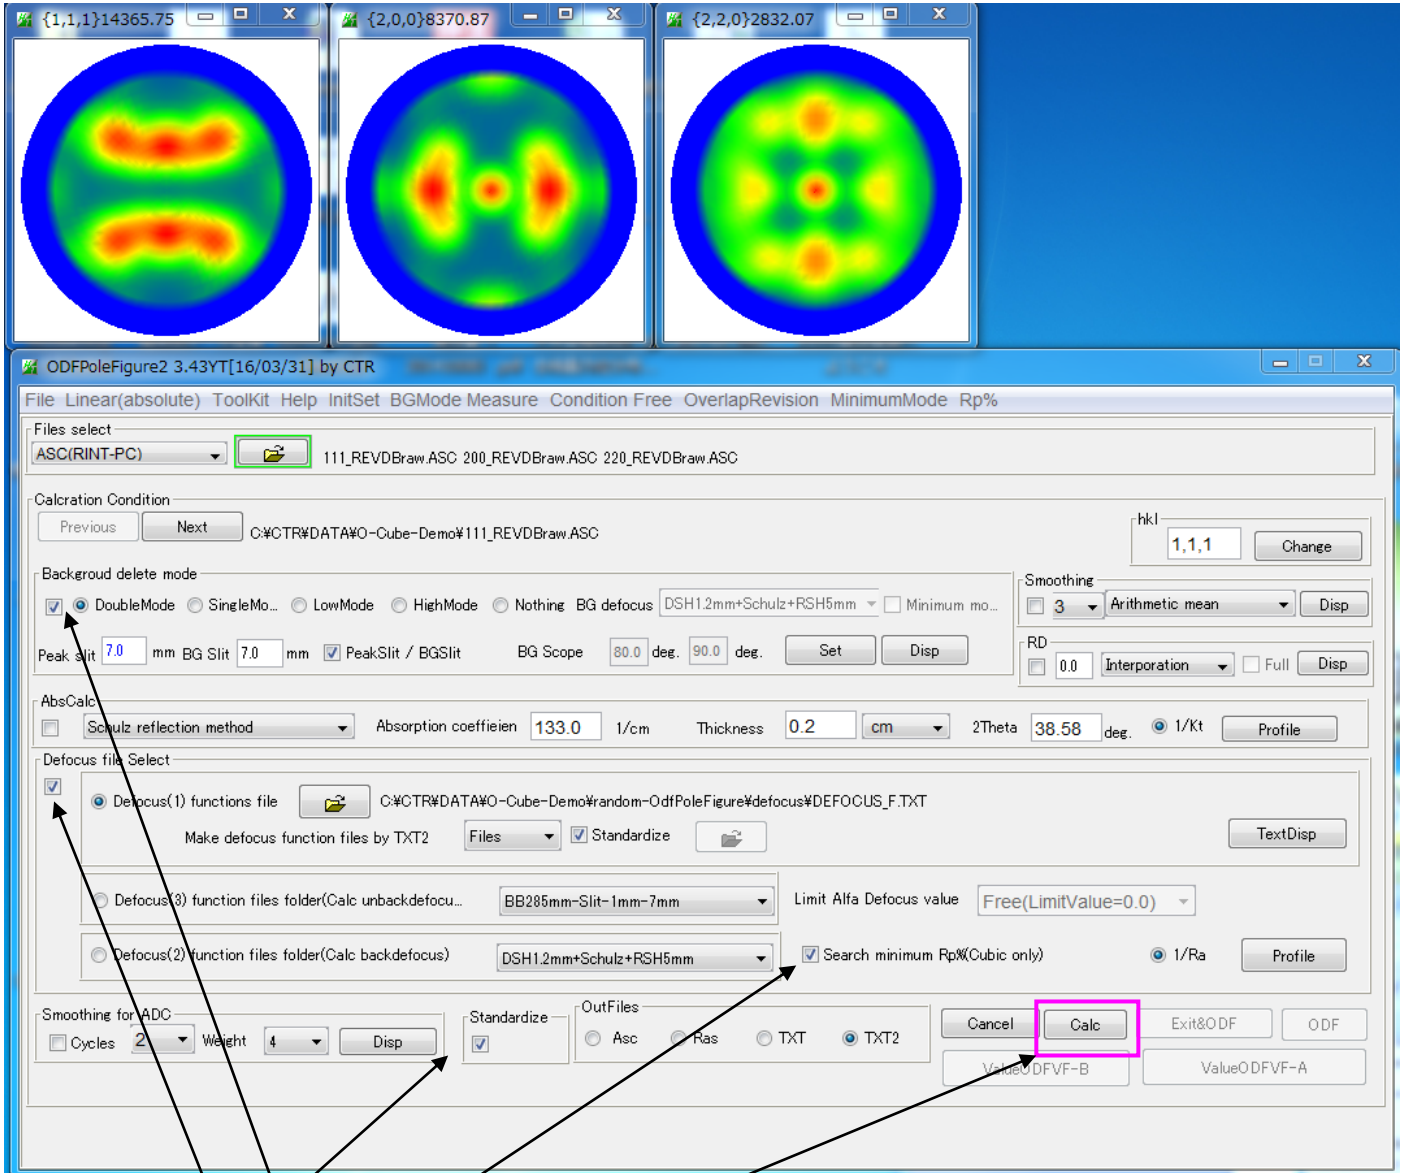 {1,1,1}14365.75
{2,0,0}8370.87
{2,2,0}2832.07
ODFPoleFigure2 3.43YT[16/03/31] by CTR
File Linear(absolute) ToolKit Help InitSet BGMode Measure Condition Free OverlapRevision MinimumMode Rp%
Files select
ASC(RINT-PC)
111_REVDBraw.ASC 200_REVDBraw.ASC 220_REVDBraw.ASC
Calcration Condition
Previous Next C:¥CTR¥DATA¥O-Cube-Demo¥111_REVDBraw.ASC
hkl
1,1,1 Change
Backgroud delete mode
DoubleMode SingleMo... LowMode HighMode Nothing BG defocus DSH1.2mm+Schulz+RSH5mm Minimum mo...
Peak slit 7.0 mm BG Slit 7.0 mm PeakSlit / BGSlit BG Scope 80.0 deg. 90.0 deg. Set Disp
Smoothing
3 Arithmetic mean Disp
RD
0.0 Interporation Full Disp
AbsCalc
Schulz reflection method Absorption coeffieien 133.0 1/cm Thickness 0.2 cm 2Theta 38.58 deg. 1/Kt Profile
Defocus file Select
Defocus(1) functions file C:¥CTR¥DATA¥O-Cube-Demo¥random-OdfPoleFigure¥defocus¥DEFOCUS_F.TXT
Make defocus function files by TXT2 Files Standardize TextDisp
Defocus(3) function files folder(Calc unbackdefocu... BB285mm-Slit-1mm-7mm Limit Alfa Defocus value Free(LimitValue=0.0)
Defocus(2) function files folder(Calc backdefocus) DSH1.2mm+Schulz+RSH5mm Search minimum Rp%(Cubic only) 1/Ra Profile
Smoothing for ADC
Cycles 2 Weight 4 Disp
Standardize
OutFiles
Asc Ras TXT TXT2
Cancel Calc Exit&ODF ODF
ValueODFVF-B ValueODFVF-A